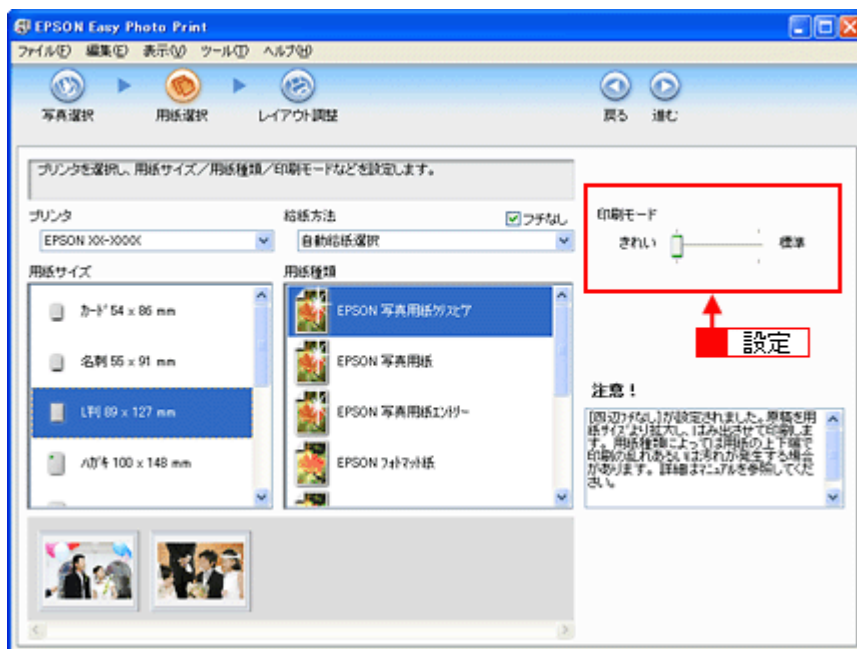 EPSON Easy Photo Print
ファイル(F) 編集(E) 表示(V) ツール(T) ヘルプ(H)
写真選択 用紙選択 レイアウト調整 戻る 進む
プリンタを選択し、用紙サイズ／用紙種類／印刷モードなどを設定します。
プリンタ
EPSON XX-XXXX
給紙方法
フチなし
自動給紙選択
用紙サイズ
カード 54 x 86 mm
名刺 55 x 91 mm
L判 89 x 127 mm
ハガキ 100 x 148 mm
用紙種類
EPSON 写真用紙クリスピア
EPSON 写真用紙
EPSON 写真用紙エントリー
EPSON フォトマット紙
印刷モード
きれい 標準
設定
注意！
[四辺フチなし]が設定されました。原稿を用
紙サイズより拡大し、はみ出させて印刷しま
す。用紙種類によっては用紙の上下端で
印刷の乱れあるいは汚れが発生する場合
があります。詳細はマニュアルを参照してくだ
さい。